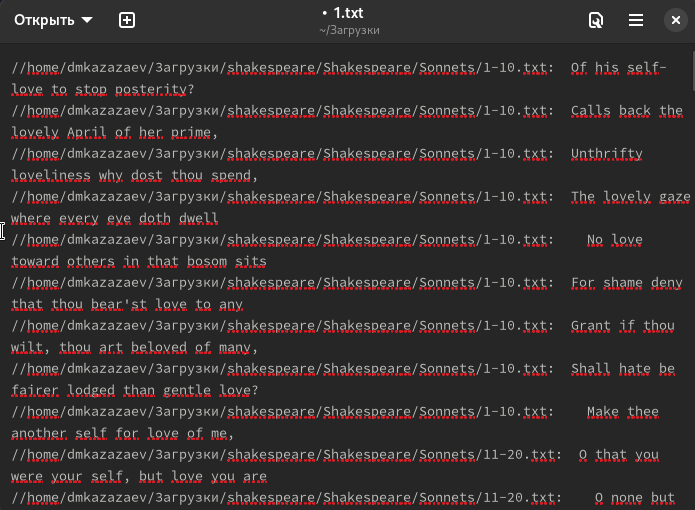 Открыть
• 1.txt
~/Загрузки
//home/dmkazazaev/Загрузки/shakespeare/Shakespeare/Sonnets/1-10.txt:  Of his self-
love to stop posterity?
//home/dmkazazaev/Загрузки/shakespeare/Shakespeare/Sonnets/1-10.txt:  Calls back the
lovely April of her prime,
//home/dmkazazaev/Загрузки/shakespeare/Shakespeare/Sonnets/1-10.txt:  Unthrifty
loveliness why dost thou spend,
//home/dmkazazaev/Загрузки/shakespeare/Shakespeare/Sonnets/1-10.txt:  The lovely gaze
where every eye doth dwell
//home/dmkazazaev/Загрузки/shakespeare/Shakespeare/Sonnets/1-10.txt:    No love
toward others in that bosom sits
//home/dmkazazaev/Загрузки/shakespeare/Shakespeare/Sonnets/1-10.txt:  For shame deny
that thou bear'st love to any
//home/dmkazazaev/Загрузки/shakespeare/Shakespeare/Sonnets/1-10.txt:  Grant if thou
wilt, thou art beloved of many,
//home/dmkazazaev/Загрузки/shakespeare/Shakespeare/Sonnets/1-10.txt:  Shall hate be
fairer lodged than gentle love?
//home/dmkazazaev/Загрузки/shakespeare/Shakespeare/Sonnets/1-10.txt:    Make thee
another self for love of me,
//home/dmkazazaev/Загрузки/shakespeare/Shakespeare/Sonnets/11-20.txt:  O that you
were your self, but love you are
//home/dmkazazaev/Загрузки/shakespeare/Shakespeare/Sonnets/11-20.txt:    O none but